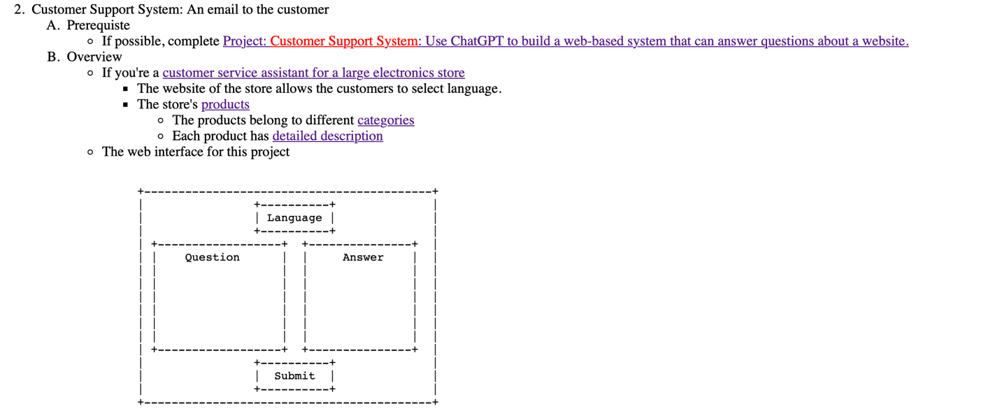 2. Customer Support System: An email to the customer
A. Prerequiste
○ If possible, complete Project: Customer Support System: Use ChatGPT to build a web-based system that can answer questions about a website.
B. Overview
○ If you're a customer service assistant for a large electronics store
▪ The website of the store allows the customers to select language.
▪ The store's products
○ The products belong to different categories
○ Each product has detailed description
○ The web interface for this project
Language
Question Answer
Submit